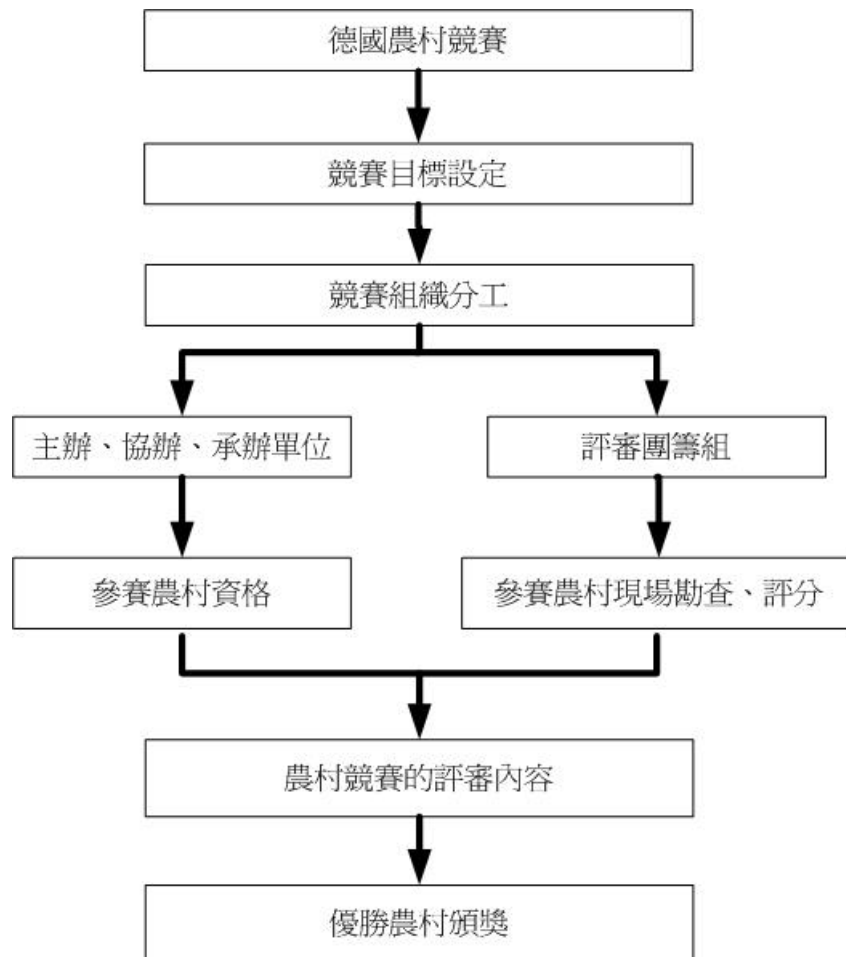 德國農村競賽
競賽目標設定
競賽組織分工
主辦、協辦、承辦單位
評審團籌組
參賽農村資格
參賽農村現場勘查、評分
農村競賽的評審內容
優勝農村頒獎